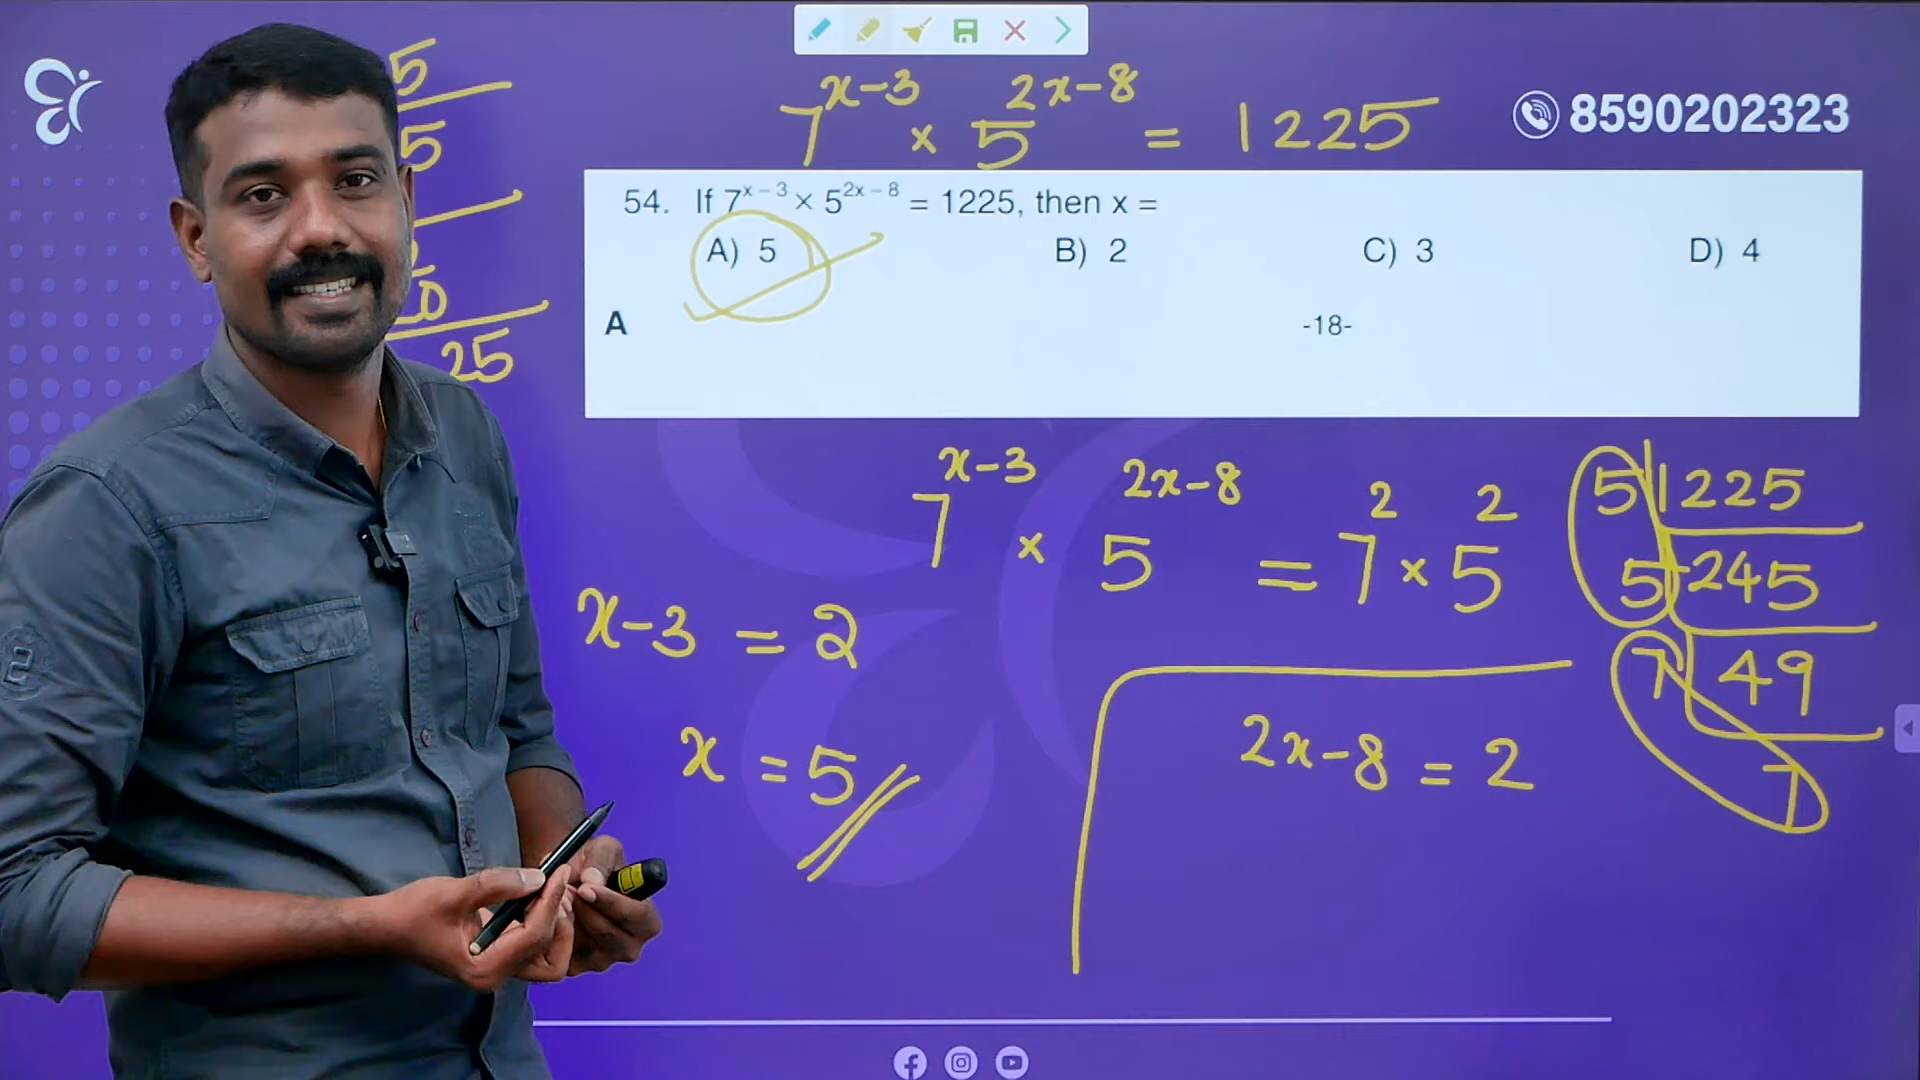 5
5
0
25
7^{x-3} × 5^{2x-8} = 1225
8590202323
54. If 7^{x-3} × 5^{2x-8} = 1225, then x =
A) 5 B) 2 C) 3 D) 4
A -18-
7^{x-3} × 5^{2x-8} = 7^2 × 5^2
x-3 = 2
x = 5
2x-8 = 2
5 1225
5 245
7 49
7
2